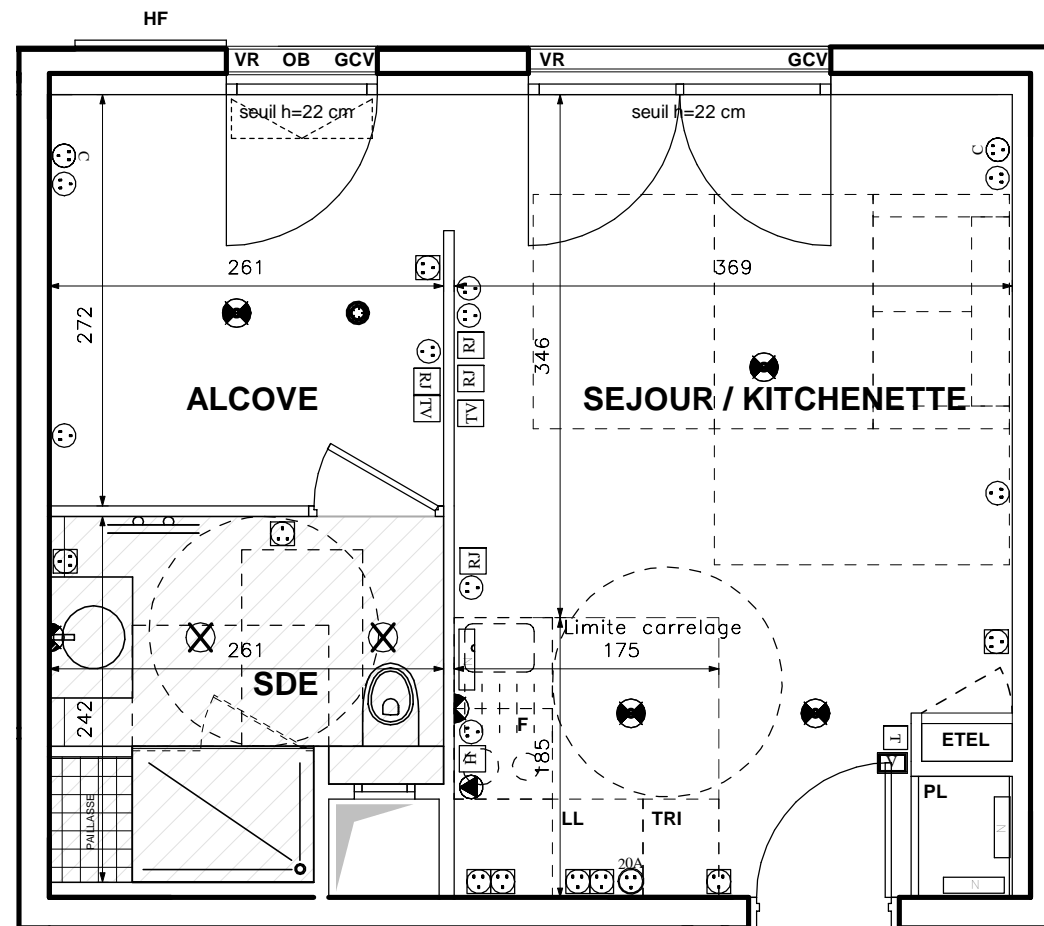 HF
VR OB GCV
VR GCV
seuil h=22 cm
seuil h=22 cm
C
C
261
369
272
346
RJ
RJ
RJ
TV
TV
ALCOVE
SEJOUR / KITCHENETTE
RJ
Limite carrelage
261
175
SDE
242
F
185
H
T
ETEL
PL
PAILLASSE
LL
TRI
20A
N
N
N